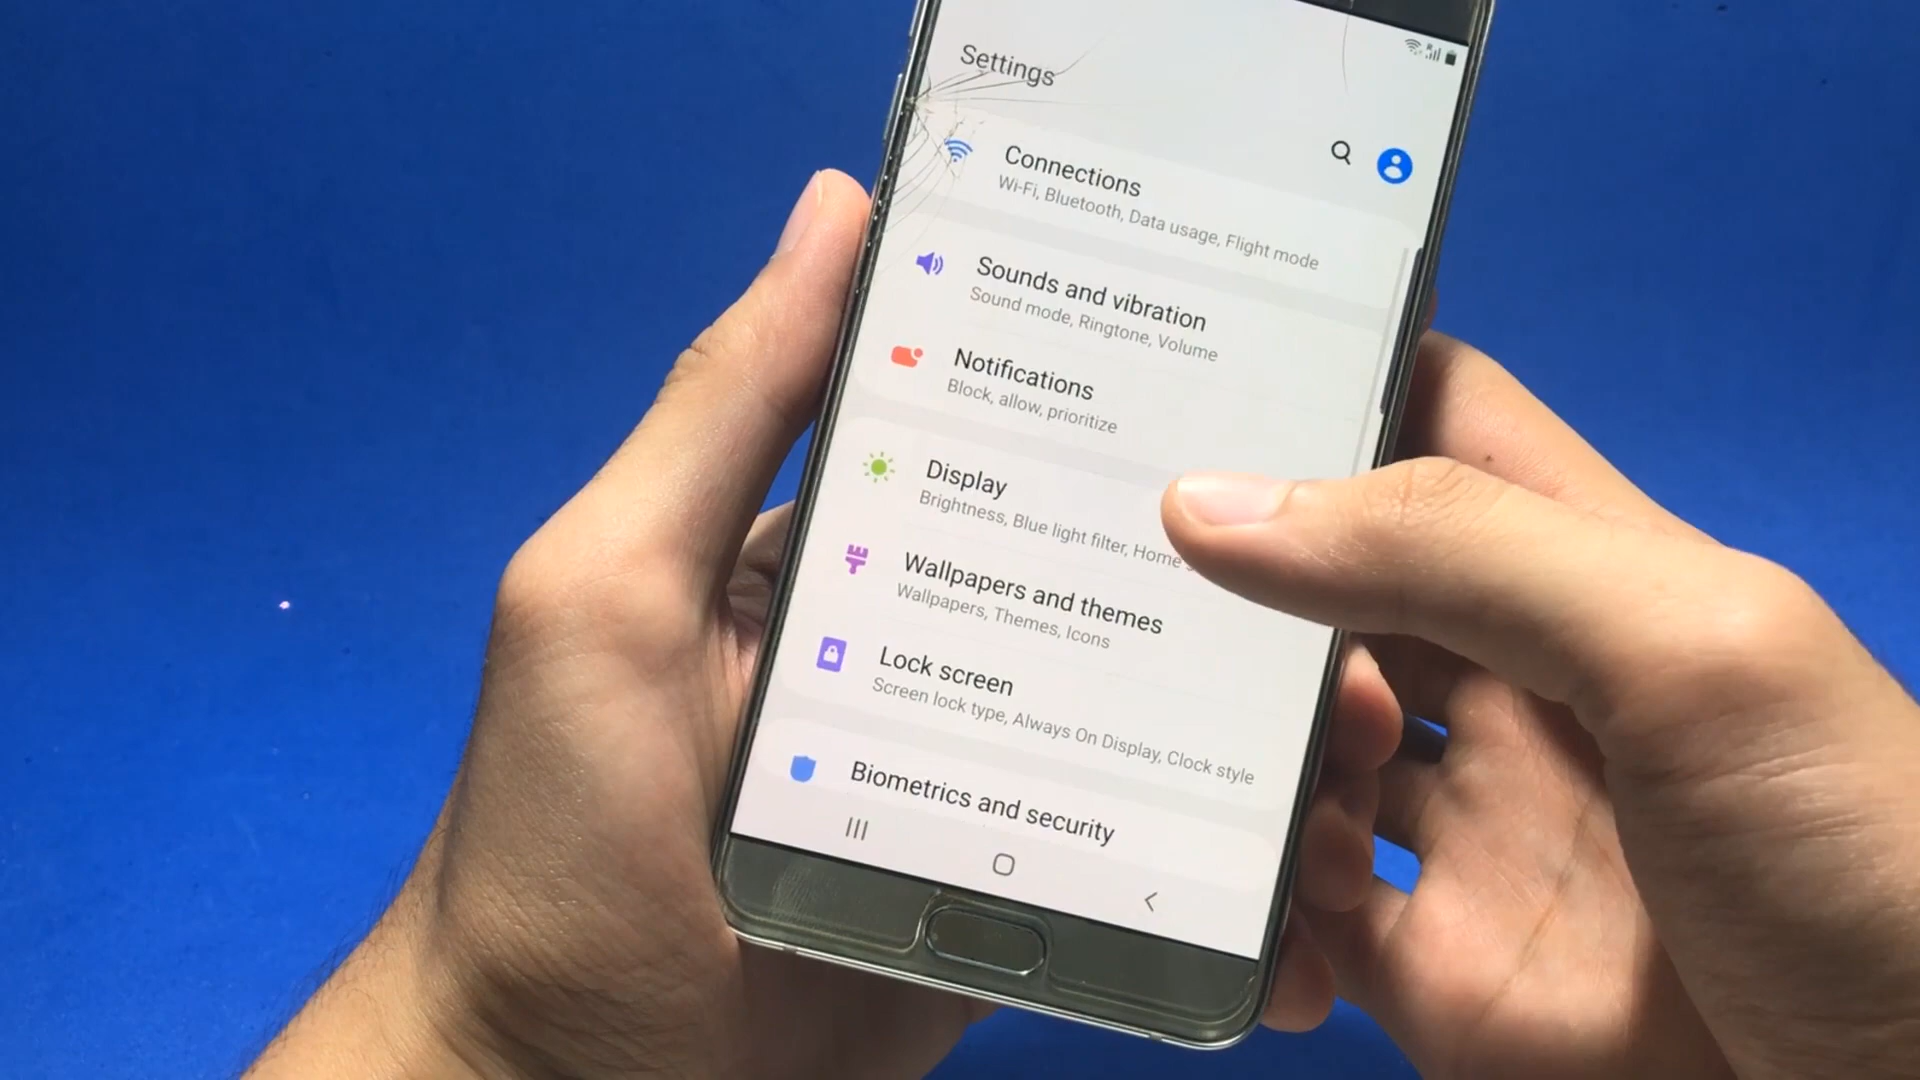 Settings
Connections
Wi-Fi, Bluetooth, Data usage, Flight mode
Sounds and vibration
Sound mode, Ringtone, Volume
Notifications
Block, allow, prioritize
Display
Brightness, Blue light filter, Home
Wallpapers and themes
Wallpapers, Themes, Icons
Lock screen
Screen lock type, Always On Display, Clock style
Biometrics and security